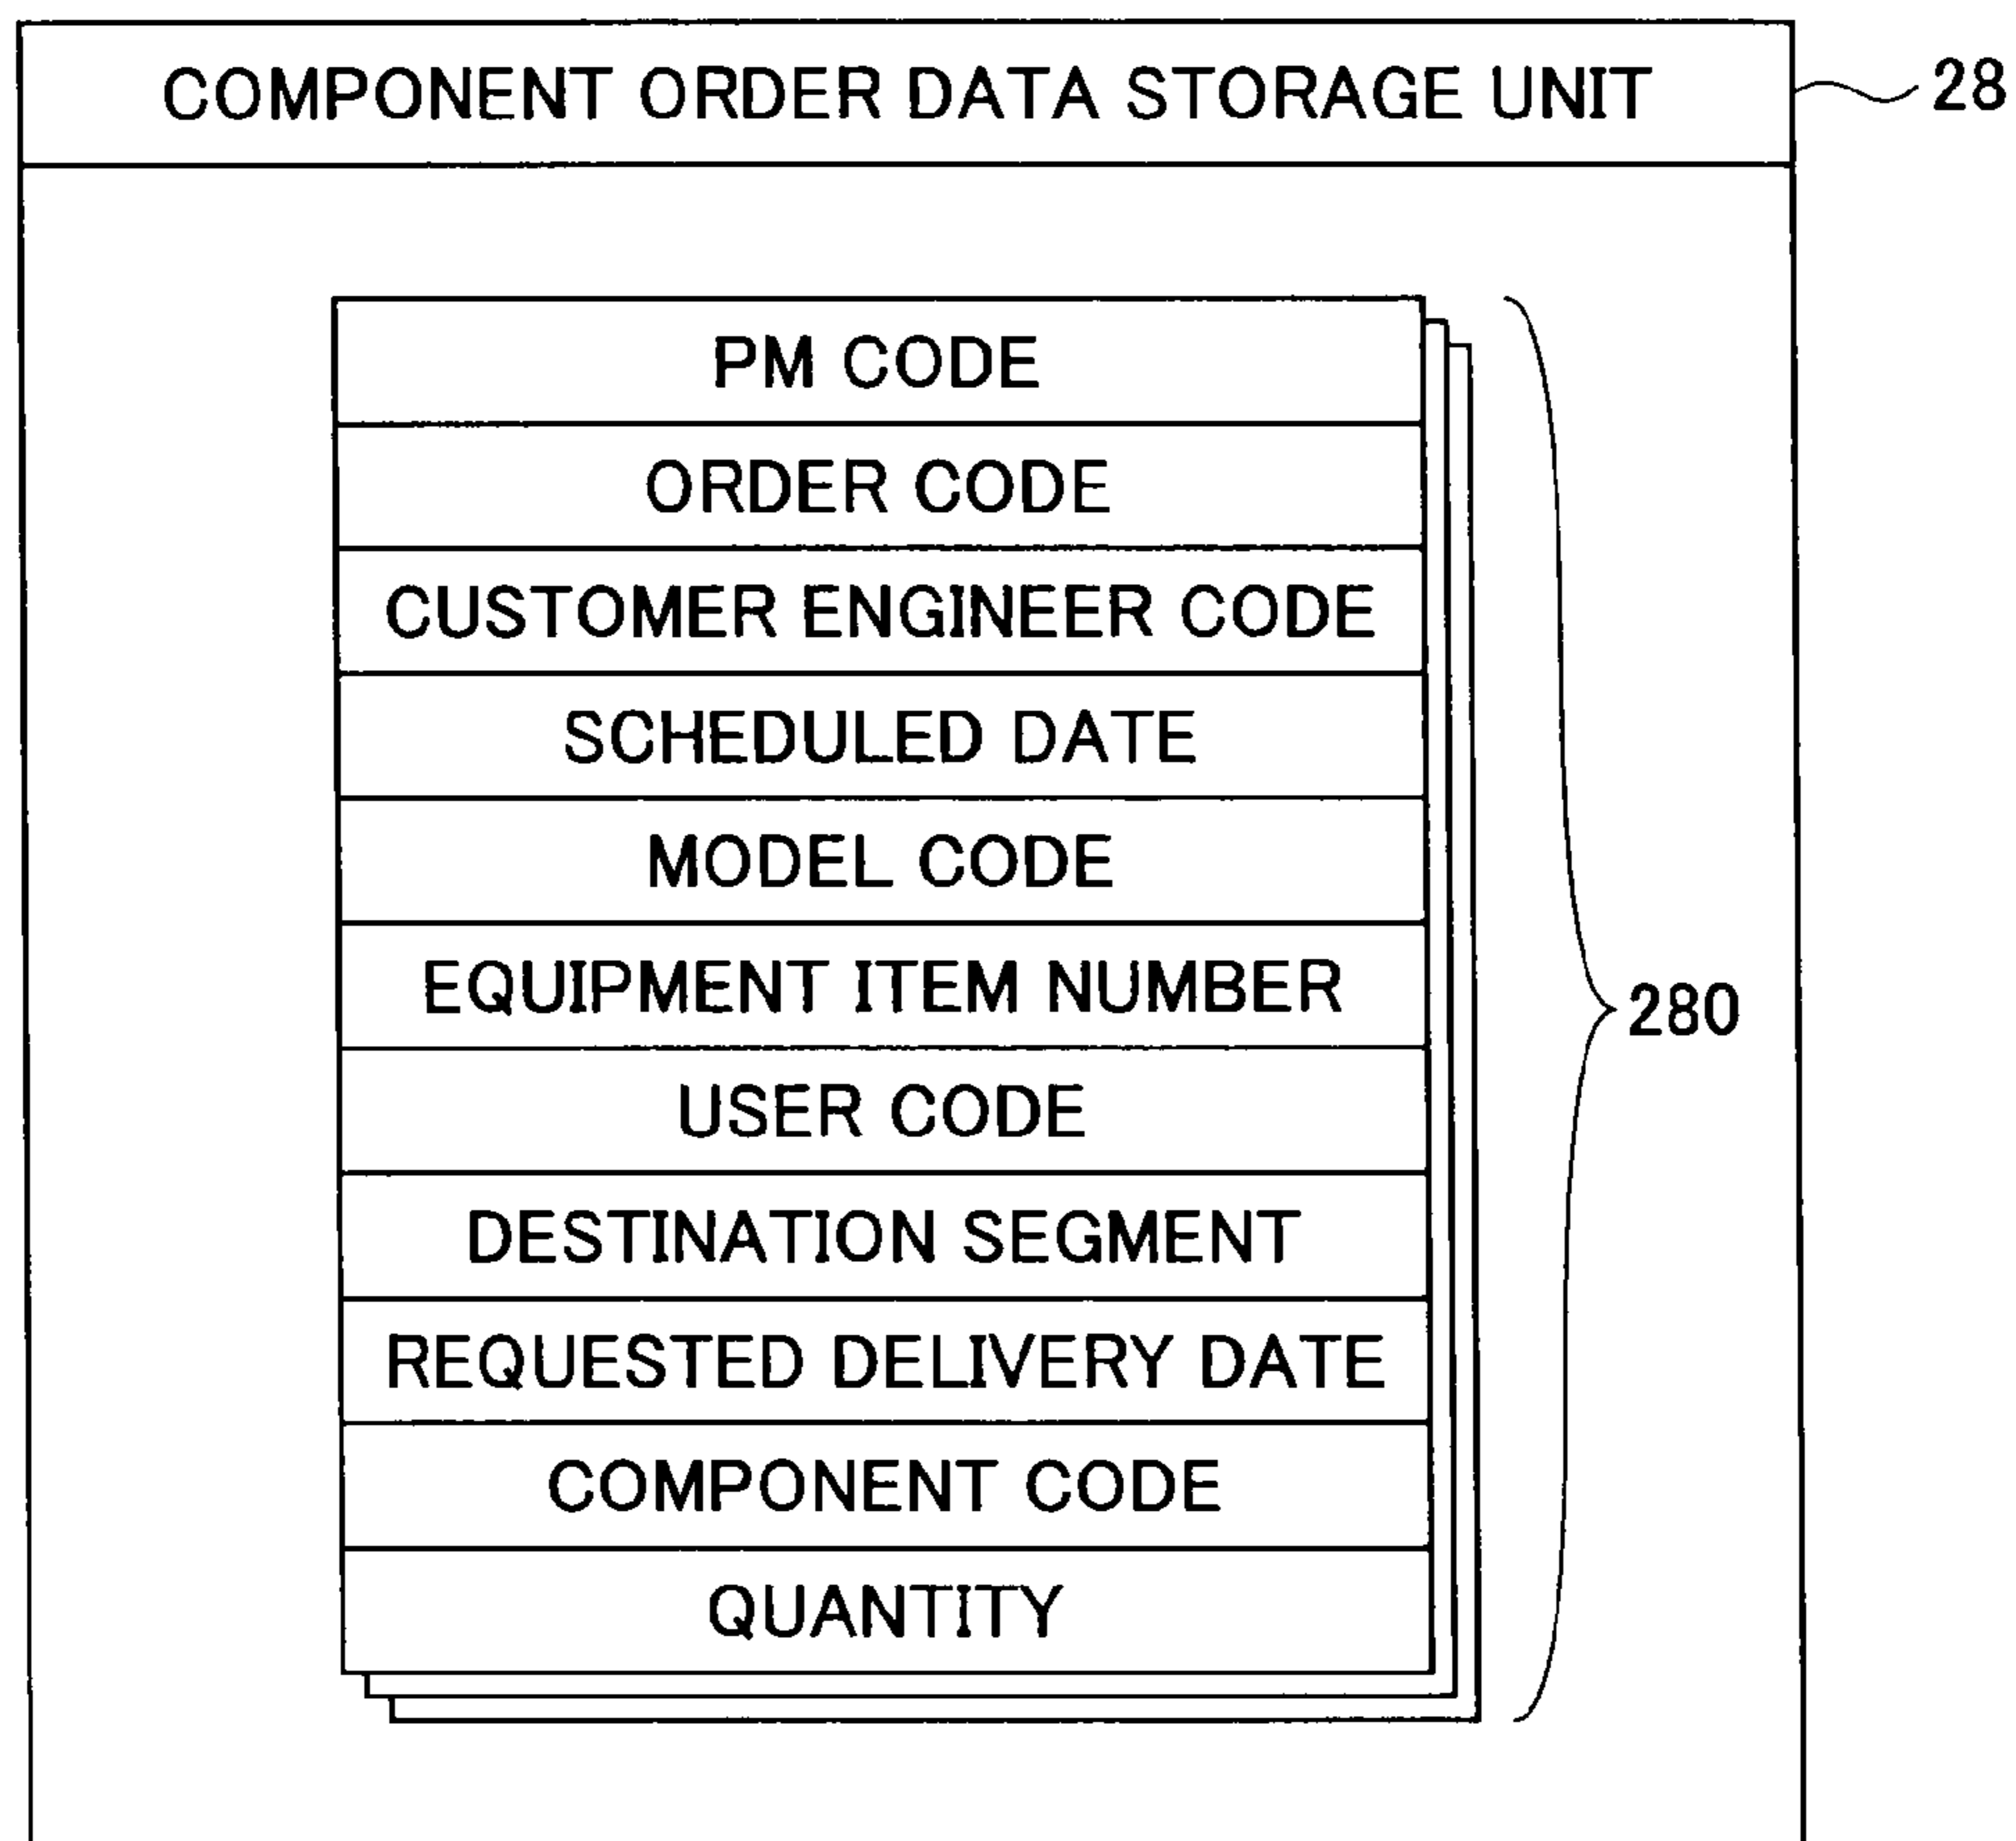 COMPONENT ORDER DATA STORAGE UNIT
28
PM CODE
ORDER CODE
CUSTOMER ENGINEER CODE
SCHEDULED DATE
MODEL CODE
EQUIPMENT ITEM NUMBER
280
USER CODE
DESTINATION SEGMENT
REQUESTED DELIVERY DATE
COMPONENT CODE
QUANTITY